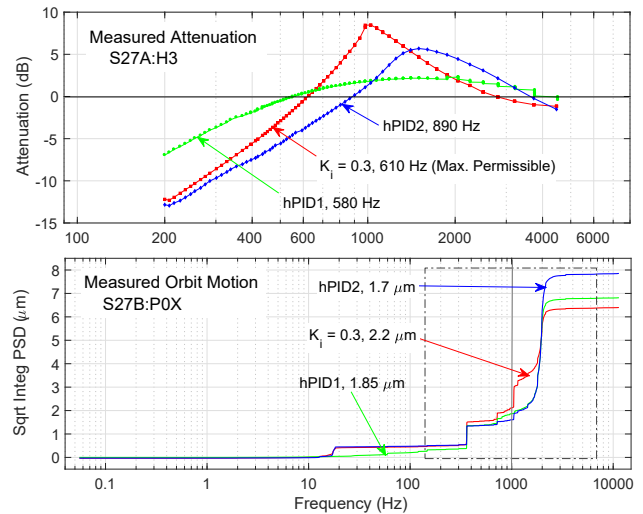 10
5
0
-5
-10
-15
Attenuation (dB)
Measured Attenuation
S27A:H3
hPID2, 890 Hz
K_i = 0.3, 610 Hz (Max. Permissible)
hPID1, 580 Hz
100 200 400 600 1000 2000 4000 6000
8
7
6
5
4
3
2
1
0
Sqrt Integ PSD (μm)
Measured Orbit Motion
S27B:P0X
hPID2, 1.7 μm
K_i = 0.3, 2.2 μm
hPID1, 1.85 μm
0.1 1 10 100 1000 10000
Frequency (Hz)